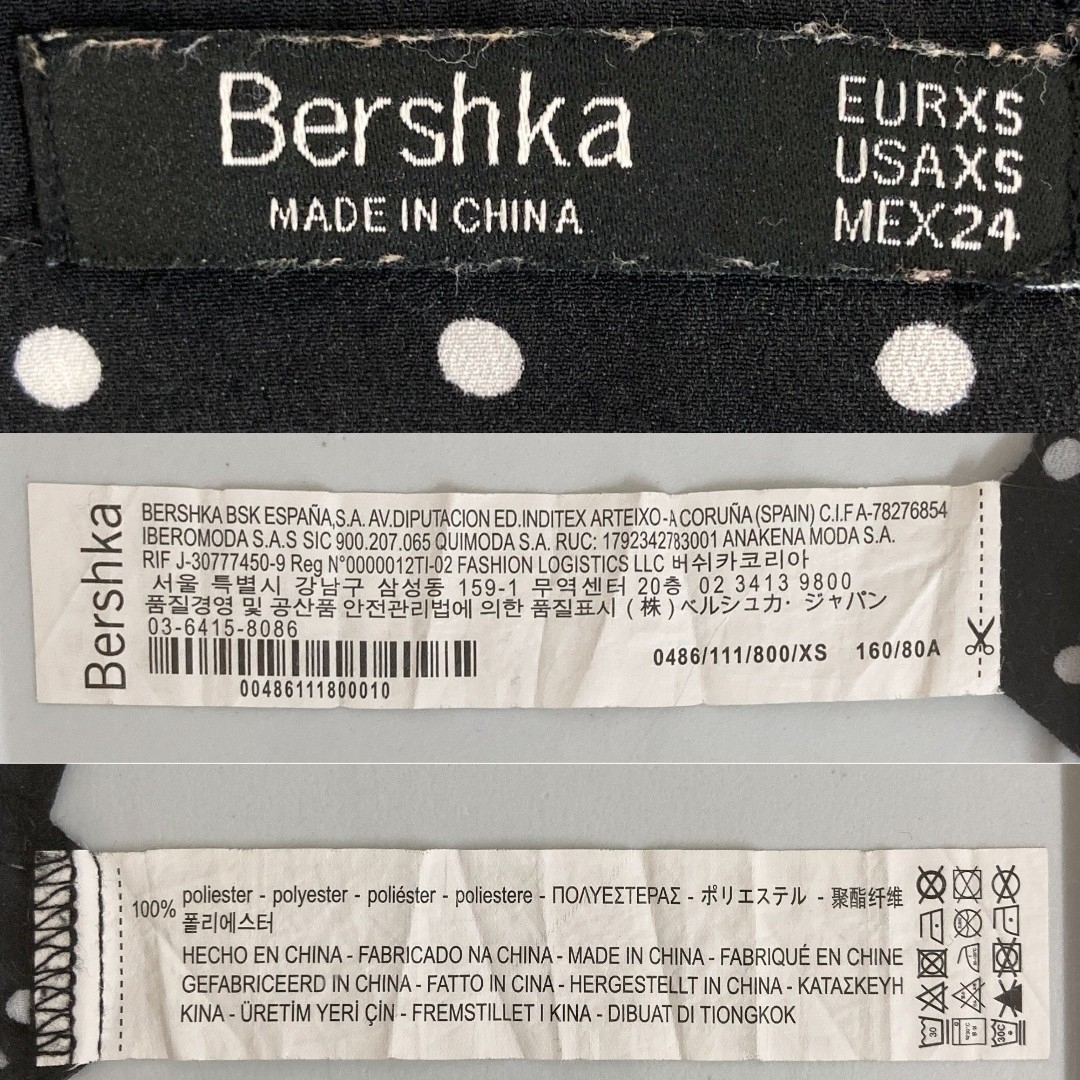 Bershka
MADE IN CHINA
EURXS
USAXS
MEX24
Bershka
BERSHKA BSK ESPAÑA,S.A. AV.DIPUTACION ED.INDITEX ARTEIXO-A CORUÑA (SPAIN) C.I.F A-78276854
IBEROMODA S.A.S SIC 900.207.065 QUIMODA S.A. RUC: 1792342783001 ANAKENA MODA S.A.
RIF J-30777450-9 Reg N°0000012TI-02 FASHION LOGISTICS LLC 버쉬카코리아
서울 특별시 강남구 삼성동 159-1 무역센터 20층 02 3413 9800
품질경영 및 공산품 안전관리법에 의한 품질표시 (株) ベルシュカ· ジャパン
03-6415-8086
00486111800010
0486/111/800/XS 160/80A
100% poliester - polyester - poliéster - poliestere - ΠΟΛΥΕΣΤΕΡΑΣ - ポリエステル - 聚酯纤维
폴리에스터
HECHO EN CHINA - FABRICADO NA CHINA - MADE IN CHINA - FABRIQUÉ EN CHINE
GEFABRICEERD IN CHINA - FATTO IN CINA - HERGESTELLT IN CHINA - ΚΑΤΑΣΚΕΥΗ
ΚΙΝΑ - ÜRETİM YERİ ÇİN - FREMSTILLET I KINA - DIBUAT DI TIONGKOK
30
30C